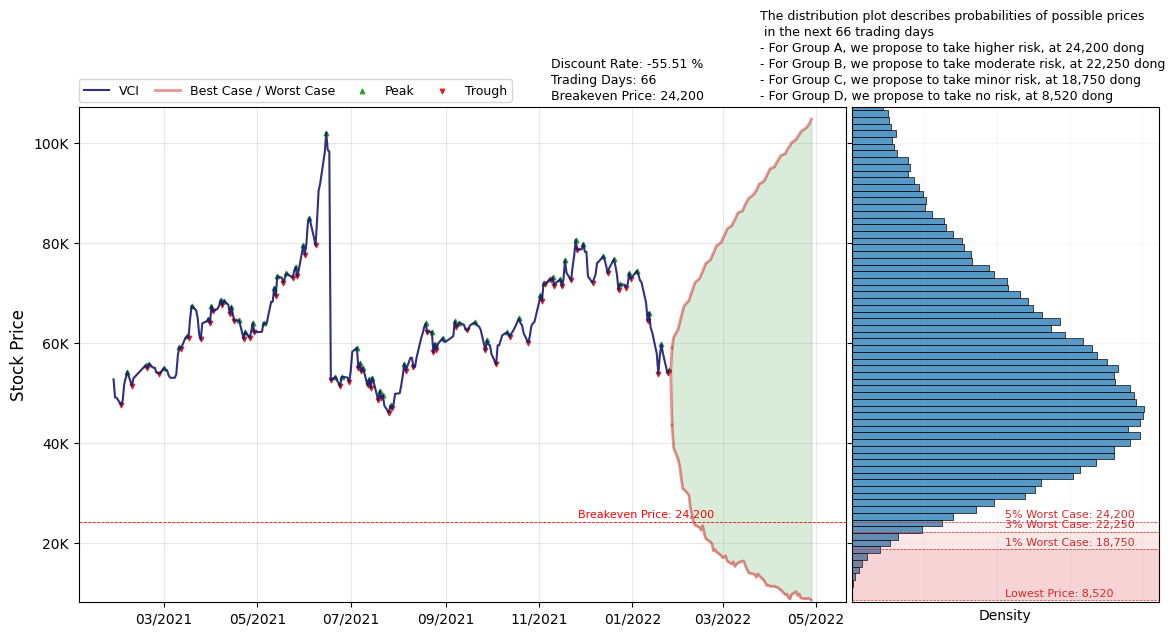 The distribution plot describes probabilities of possible prices
in the next 66 trading days
- For Group A, we propose to take higher risk, at 24,200 dong
- For Group B, we propose to take moderate risk, at 22,250 dong
- For Group C, we propose to take minor risk, at 18,750 dong
- For Group D, we propose to take no risk, at 8,520 dong
Discount Rate: -55.51 %
Trading Days: 66
Breakeven Price: 24,200
VCI
Best Case / Worst Case
Peak
Trough
Stock Price
100K
80K
60K
40K
20K
Breakeven Price: 24,200
03/2021
05/2021
07/2021
09/2021
11/2021
01/2022
03/2022
05/2022
5% Worst Case: 24,200
3% Worst Case: 22,250
1% Worst Case: 18,750
Lowest Price: 8,520
Density